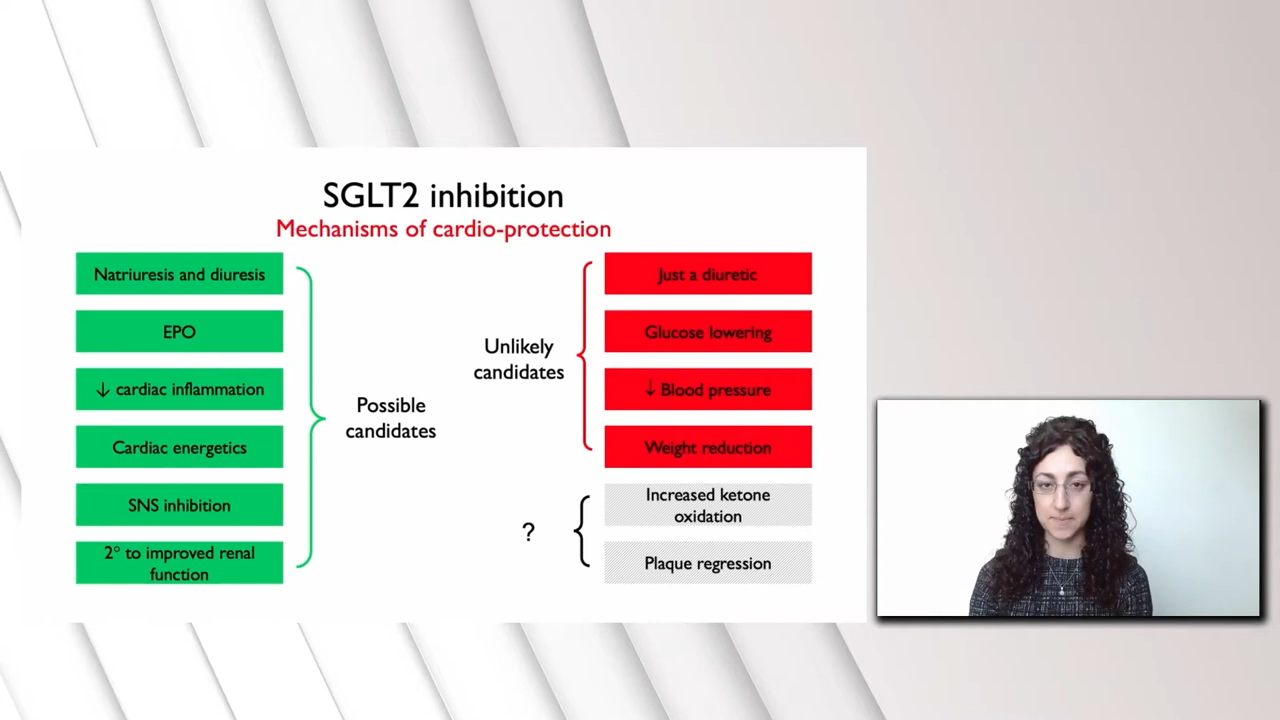 SGLT2 inhibition
Mechanisms of cardio-protection
Natriuresis and diuresis
EPO
↓ cardiac inflammation
Cardiac energetics
SNS inhibition
2° to improved renal
function
Possible
candidates
Unlikely
candidates
Just a diuretic
Glucose lowering
↓ Blood pressure
Weight reduction
?
Increased ketone
oxidation
Plaque regression